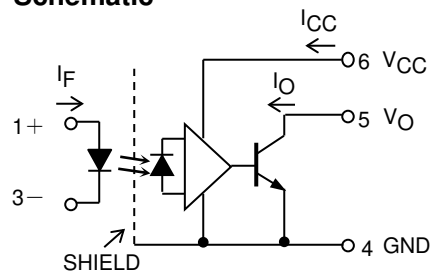 Schematic
ICC
6 VCC
IF
IO
1+
5 VO
3−
4 GND
SHIELD